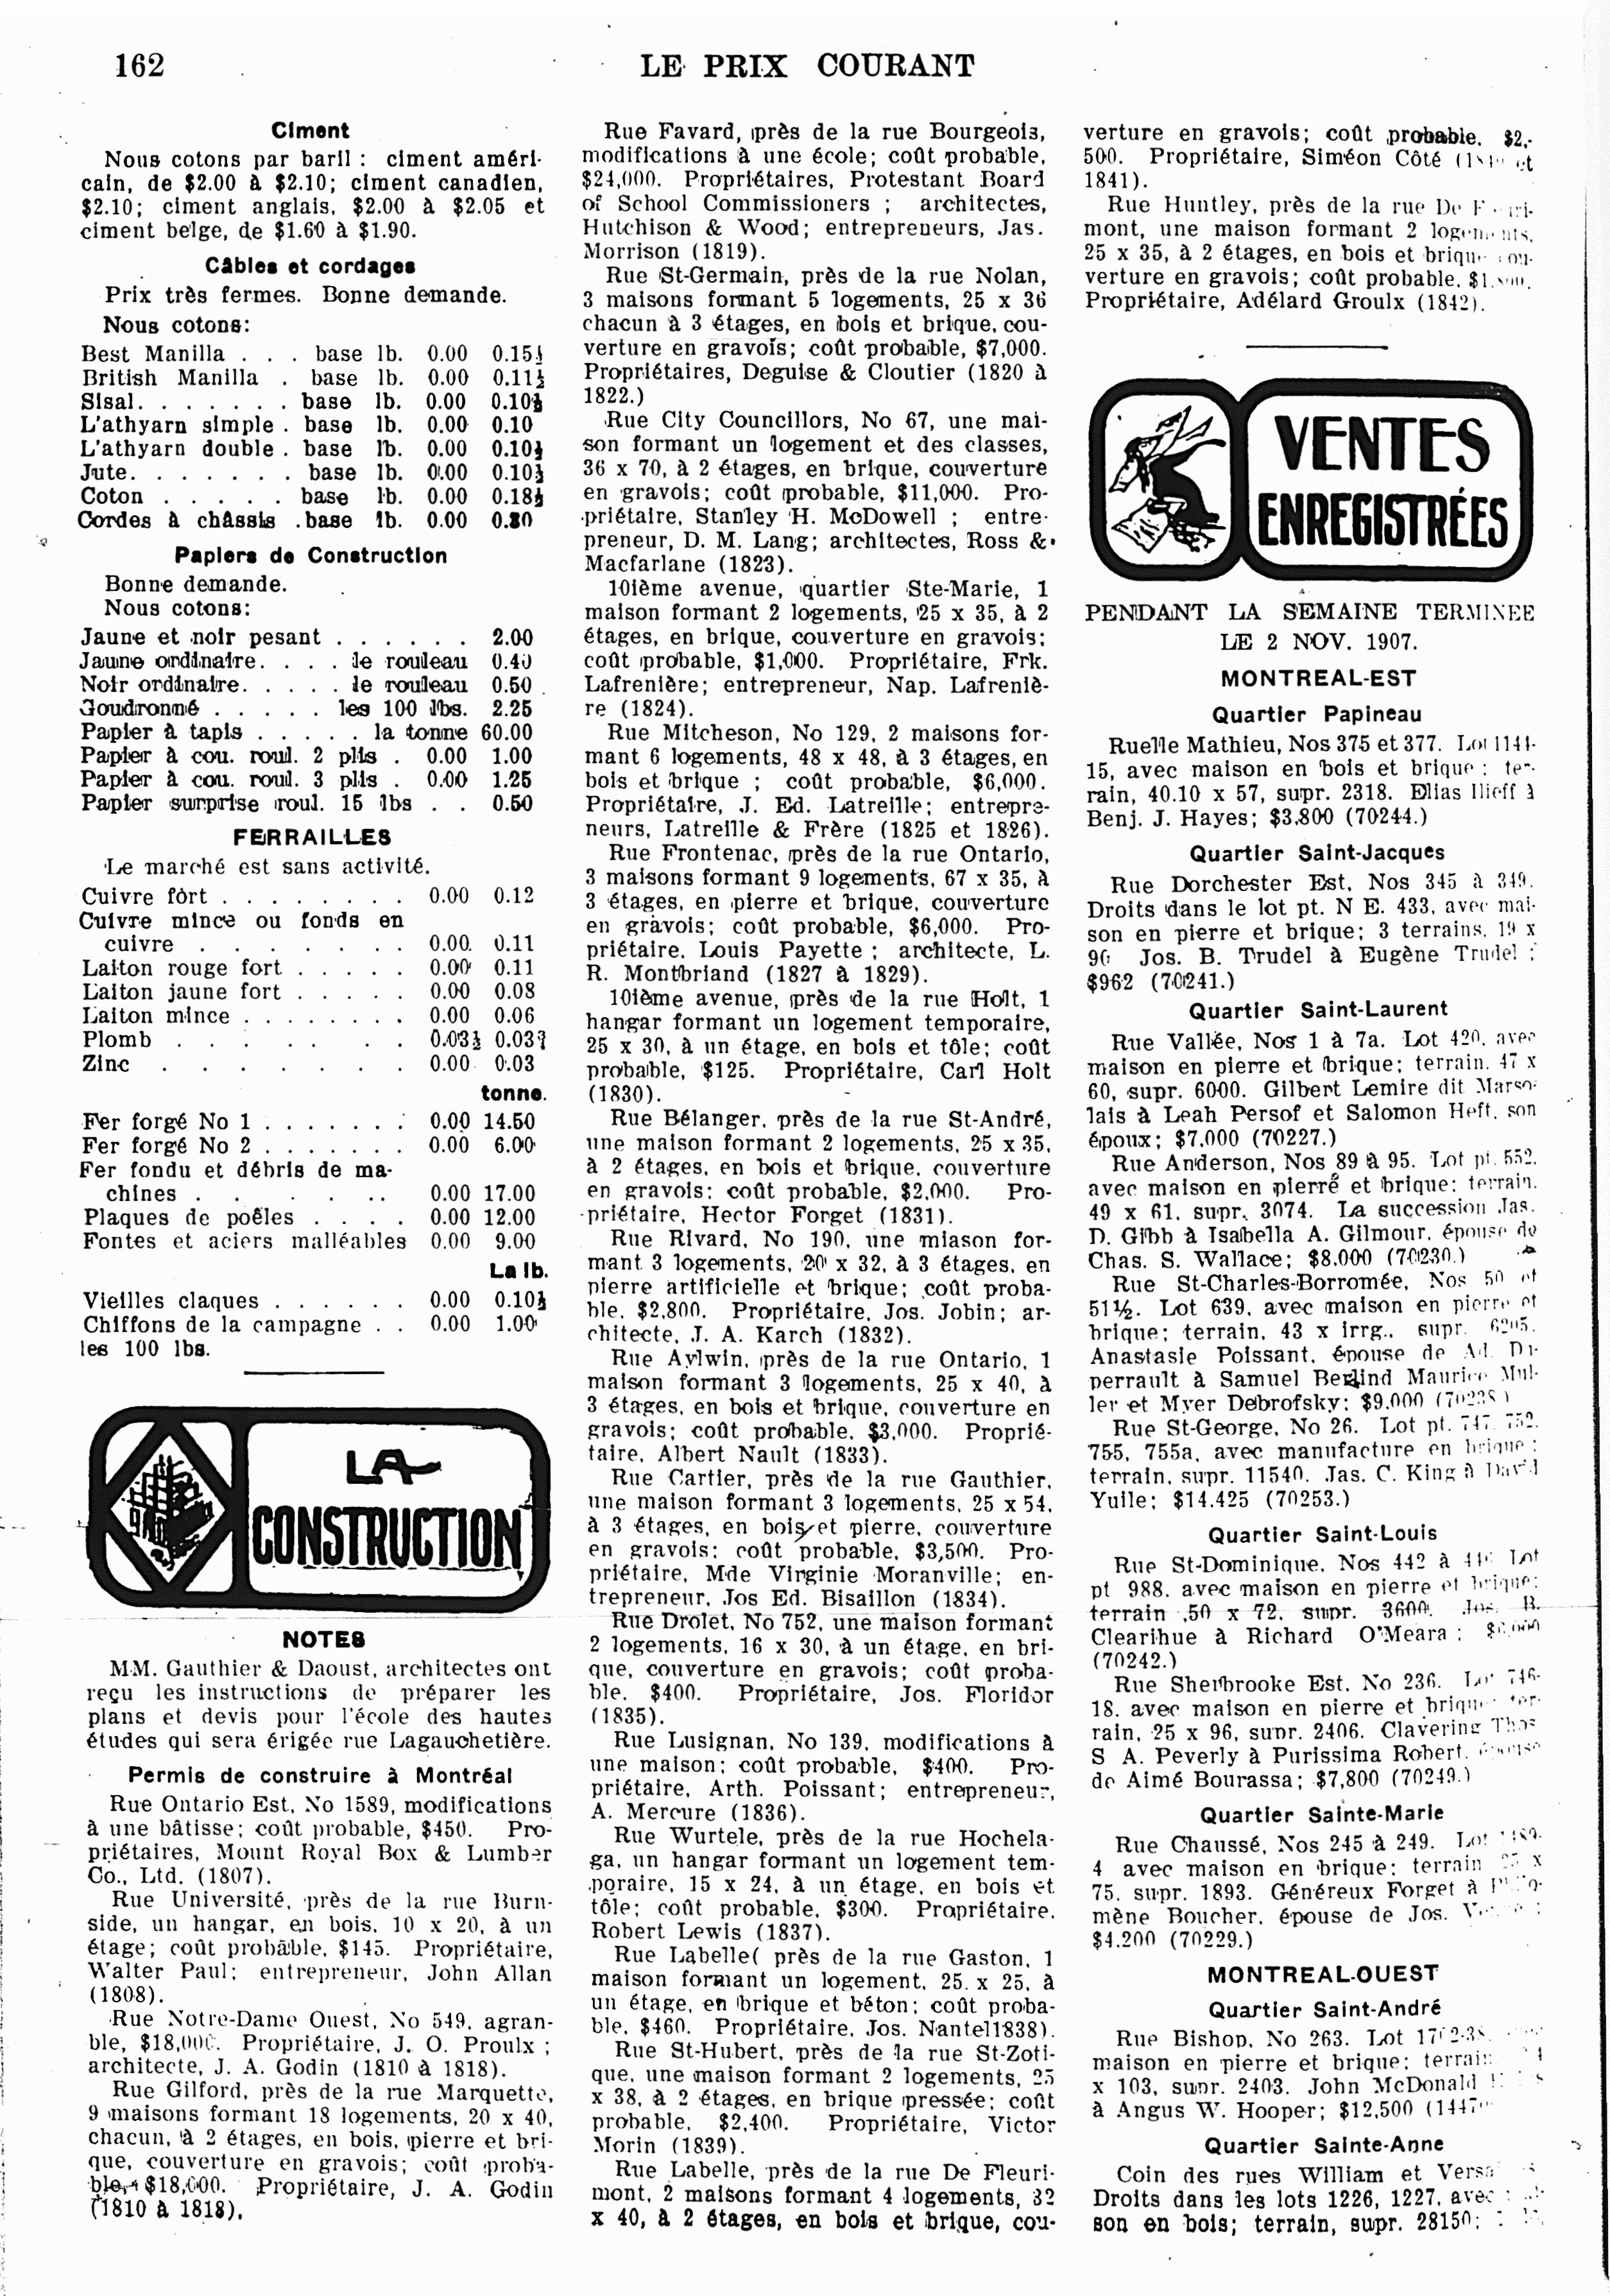 162
LE PRIX COURANT
Ciment
Nous cotons par baril : ciment améri-
cain, de $2.00 à $2.10; ciment canadien,
$2.10; ciment anglais, $2.00 à $2.05 et
ciment belge, de $1.60 à $1.90.
Câbles et cordages
Prix très fermes. Bonne demande.
Nous cotons:
Best Manilla . . . base lb. 0.00 0.15½
British Manilla . base lb. 0.00 0.11½
Sisal. . . . . . . base lb. 0.00 0.10½
L'athyarn simple . base lb. 0.00 0.10
L'athyarn double . base lb. 0.00 0.10½
Jute. . . . . . . base lb. 0.00 0.10½
Coton . . . . . base lb. 0.00 0.18½
Cordes à châssis .base lb. 0.00 0.30
Papiers de Construction
Bonne demande.
Nous cotons:
Jaune et noir pesant . . . . . . 2.00
Jaune ordinaire. . . . le rouleau 0.40
Noir ordinaire. . . . . le rouleau 0.50
Goudronné . . . . . les 100 lbs. 2.25
Papier à tapis . . . . . la tonne 60.00
Papier à cou. roul. 2 plis . 0.00 1.00
Papier à cou. roul. 3 plis . 0.00 1.25
Papier surprise roul. 15 lbs . . 0.50
FERRAILLES
Le marché est sans activité.
Cuivre fort . . . . . . . . 0.00 0.12
Cuivre mince ou fonds en
cuivre . . . . . . . 0.00 0.11
Laiton rouge fort . . . . . 0.00 0.11
Laiton jaune fort . . . . . 0.00 0.08
Laiton mince . . . . . . . . 0.00 0.06
Plomb . . . . . . 0.03½ 0.03¾
Zinc . . . . . . . . 0.00 0.03
tonne.
Fer forgé No 1 . . . . . . . 0.00 14.50
Fer forgé No 2 . . . . . . . 0.00 6.00
Fer fondu et débris de ma-
chines . . . . .. 0.00 17.00
Plaques de poêles . . . . 0.00 12.00
Fontes et aciers malléables 0.00 9.00
La lb.
Vieilles claques . . . . . . 0.00 0.10½
Chiffons de la campagne . . 0.00 1.00
les 100 lbs.
LA
CONSTRUCTION
NOTES
MM. Gauthier & Daoust, architectes ont
reçu les instructions de préparer les
plans et devis pour l'école des hautes
études qui sera érigée rue Lagauchetière.
Permis de construire à Montréal
Rue Ontario Est, No 1589, modifications
à une bâtisse; coût probable, $450. Pro-
priétaires, Mount Royal Box & Lumber
Co., Ltd. (1807).
Rue Université, près de la rue Burn-
side, un hangar, en bois, 10 x 20, à un
étage; coût probable, $145. Propriétaire,
Walter Paul; entrepreneur, John Allan
(1808).
Rue Notre-Dame Ouest, No 549, agran-
ble, $18,000. Propriétaire, J. O. Proulx ;
architecte, J. A. Godin (1810 à 1818).
Rue Gilford, près de la rue Marquette,
9 maisons formant 18 logements, 20 x 40,
chacun, à 2 étages, en bois, pierre et bri-
que, couverture en gravois; coût proba-
ble, $18,000. Propriétaire, J. A. Godin
(1810 à 1818).
Rue Favard, près de la rue Bourgeois,
modifications à une école; coût probable,
$24,000. Propriétaires, Protestant Board
of School Commissioners ; architectes,
Hutchison & Wood; entrepreneurs, Jas.
Morrison (1819).
Rue St-Germain, près de la rue Nolan,
3 maisons formant 5 logements, 25 x 36
chacun à 3 étages, en bois et brique, cou-
verture en gravois; coût probable, $7,000.
Propriétaires, Deguise & Cloutier (1820 à
1822.)
Rue City Councillors, No 67, une mai-
son formant un logement et des classes,
36 x 70, à 2 étages, en brique, couverture
en gravois; coût probable, $11,000. Pro-
priétaire, Stanley H. McDowell ; entre-
preneur, D. M. Lang; architectes, Ross &
Macfarlane (1823).
10ième avenue, quartier Ste-Marie, 1
maison formant 2 logements, 25 x 35, à 2
étages, en brique, couverture en gravois;
coût probable, $1,000. Propriétaire, Frk.
Lafrenière; entrepreneur, Nap. Lafreniè-
re (1824).
Rue Mitcheson, No 129, 2 maisons for-
mant 6 logements, 48 x 48, à 3 étages, en
bois et brique ; coût probable, $6,000.
Propriétaire, J. Ed. Latreille; entrepre-
neurs, Latreille & Frère (1825 et 1826).
Rue Frontenac, près de la rue Ontario,
3 maisons formant 9 logements, 67 x 35, à
3 étages, en pierre et brique, couverture
en gravois; coût probable, $6,000. Pro-
priétaire, Louis Payette ; architecte, L.
R. Montbriand (1827 à 1829).
10ième avenue, près de la rue Holt, 1
hangar formant un logement temporaire,
25 x 30, à un étage, en bois et tôle; coût
probable, $125. Propriétaire, Carl Holt
(1830).
Rue Bélanger, près de la rue St-André,
une maison formant 2 logements, 25 x 35,
à 2 étages, en bois et brique, couverture
en gravois; coût probable, $2,000. Pro-
priétaire, Hector Forget (1831).
Rue Rivard, No 190, une miason for-
mant 3 logements, 20 x 32, à 3 étages, en
pierre artificielle et brique; coût proba-
ble, $2,800. Propriétaire, Jos. Jobin; ar-
chitecte, J. A. Karch (1832).
Rue Aylwin, près de la rue Ontario, 1
maison formant 3 logements, 25 x 40, à
3 étages, en bois et brique, couverture en
gravois; coût probable, $3,000. Proprié-
taire, Albert Nault (1833).
Rue Cartier, près de la rue Gauthier,
une maison formant 3 logements, 25 x 54,
à 3 étages, en bois et pierre, couverture
en gravois; coût probable, $3,500. Pro-
priétaire, Mde Virginie Moranville; en-
trepreneur, Jos Ed. Bisaillon (1834).
Rue Drolet, No 752, une maison formant
2 logements, 16 x 30, à un étage, en bri-
que, couverture en gravois; coût proba-
ble, $400. Propriétaire, Jos. Floridor
(1835).
Rue Lusignan, No 139, modifications à
une maison; coût probable, $400. Pro-
priétaire, Arth. Poissant; entrepreneur,
A. Mercure (1836).
Rue Wurtele, près de la rue Hochela-
ga, un hangar formant un logement tem-
poraire, 15 x 24, à un étage, en bois et
tôle; coût probable, $300. Propriétaire,
Robert Lewis (1837).
Rue Labelle( près de la rue Gaston, 1
maison formant un logement, 25. x 25, à
un étage, en brique et béton; coût proba-
ble, $460. Propriétaire, Jos. Nantel1838).
Rue St-Hubert, près de la rue St-Zoti-
que, une maison formant 2 logements, 25
x 38, à 2 étages, en brique pressée; coût
probable, $2,400. Propriétaire, Victor
Morin (1839).
Rue Labelle, près de la rue De Fleuri-
mont, 2 maisons formant 4 logements, 32
x 40, à 2 étages, en bois et brique, cou-
verture en gravois; coût probable, $2,-
500. Propriétaire, Siméon Côté (1840 et
1841).
Rue Huntley, près de la rue De
mont, une maison formant 2 logements,
25 x 35, à 2 étages, en bois et brique cou-
verture en gravois; coût probable,
Propriétaire, Adélard Groulx (1842).
VENTES
ENREGISTRÉES
PENDANT LA SEMAINE TERMINEE
LE 2 NOV. 1907.
MONTREAL-EST
Quartier Papineau
Ruelle Mathieu, Nos 375 et 377. Lot 1144-
15, avec maison en bois et brique ; ter-
rain, 40.10 x 57, supr. 2318. Elias Ilieff à
Benj. J. Hayes; $3,800 (70244.)
Quartier Saint-Jacques
Rue Dorchester Est, Nos 345 à 349.
Droits dans le lot pt. N E. 433, avec mai-
son en pierre et brique; 3 terrains, 19 x
90 Jos. B. Trudel à Eugène Trudel ;
$962 (70241.)
Quartier Saint-Laurent
Rue Vallée, Nos 1 à 7a. Lot 420, avec
maison en pierre et brique; terrain, 47 x
60, supr. 6000. Gilbert Lemire dit Marso-
lais à Leah Persof et Salomon Heft, son
époux; $7,000 (70227.)
Rue Anderson, Nos 89 à 95. Lot pt. 552,
avec maison en pierre et brique; terrain,
49 x 61, supr. 3074. La succession Jas.
D. Gibb à Isabella A. Gilmour, épouse de
Chas. S. Wallace; $8,000 (70230.)
Rue St-Charles-Borromée, Nos 50 et
51½. Lot 639, avec maison en pierre et
brique; terrain, 43 x irrg., supr. 6205.
Anastasie Poissant, épouse de Ad. Du-
perrault à Samuel Berlind Maurice Mul-
ler et Myer Debrofsky; $9,000 (70238.)
Rue St-George, No 26. Lot pt. 747, 752,
755, 755a, avec manufacture en brique ;
terrain, supr. 11540. Jas. C. King à David
Yuile; $14.425 (70253.)
Quartier Saint-Louis
Rue St-Dominique, Nos 442 à Lot
pt 988, avec maison en pierre et brique;
terrain 50 x 72, supr. 3600. Jos. B.
Clearihue à Richard O'Meara ;
(70242.)
Rue Sherbrooke Est, No 236. Lot 746-
18, avec maison en pierre et brique ter-
rain, 25 x 96, supr. 2406. Clavering Thos
S A. Peverly à Purissima Robert, épouse
de Aimé Bourassa; $7,800 (70249.)
Quartier Sainte-Marie
Rue Chaussé, Nos 245 à 249. Lot
4 avec maison en brique; terrain 25 x
75, supr. 1893. Généreux Forget à
mène Boucher, épouse de Jos.
$4.200 (70229.)
MONTREAL-OUEST
Quartier Saint-André
Rue Bishop, No 263. Lot
maison en pierre et brique; terrain
x 103, supr. 2403. John McDonald
à Angus W. Hooper; $12,500
Quartier Sainte-Anne
Coin des rues William et
Droits dans les lots 1226, 1227, avec
son en bois; terrain, supr. 28150;